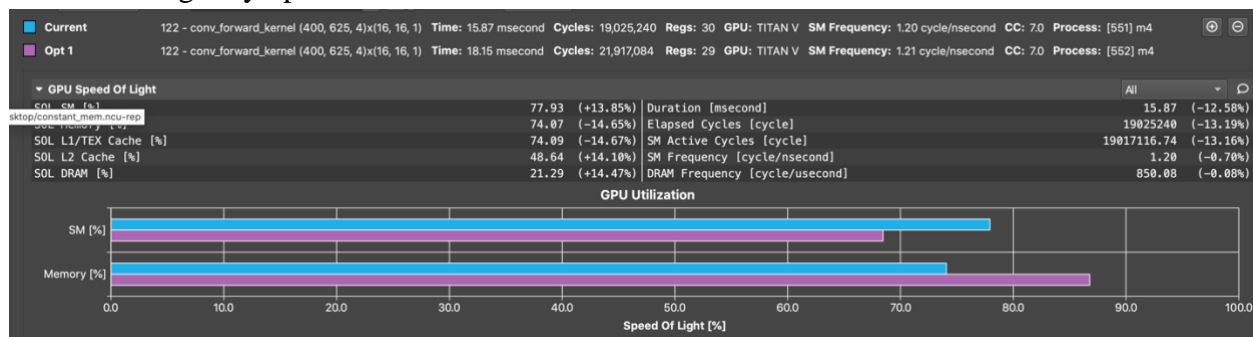 Current 122 - conv_forward_kernel (400, 625, 4)x(16, 16, 1) Time: 15.87 msecond Cycles: 19,025,240 Regs: 30 GPU: TITAN V SM Frequency: 1.20 cycle/nsecond CC: 7.0 Process: [551] m4
Opt 1 122 - conv_forward_kernel (400, 625, 4)x(16, 16, 1) Time: 18.15 msecond Cycles: 21,917,084 Regs: 29 GPU: TITAN V SM Frequency: 1.21 cycle/nsecond CC: 7.0 Process: [552] m4
GPU Speed Of Light All
SOL SM [%] 77.93 (+13.85%) Duration [msecond] 15.87 (-12.58%)
sktop/constant_mem.ncu-rep
74.07 (-14.65%) Elapsed Cycles [cycle] 19025240 (-13.19%)
SOL L1/TEX Cache [%] 74.09 (-14.67%) SM Active Cycles [cycle] 19017116.74 (-13.16%)
SOL L2 Cache [%] 48.64 (+14.10%) SM Frequency [cycle/nsecond] 1.20 (-0.70%)
SOL DRAM [%] 21.29 (+14.47%) DRAM Frequency [cycle/usecond] 850.08 (-0.08%)
GPU Utilization
SM [%]
Memory [%]
0.0 10.0 20.0 30.0 40.0 50.0 60.0 70.0 80.0 90.0 100.0
Speed Of Light [%]